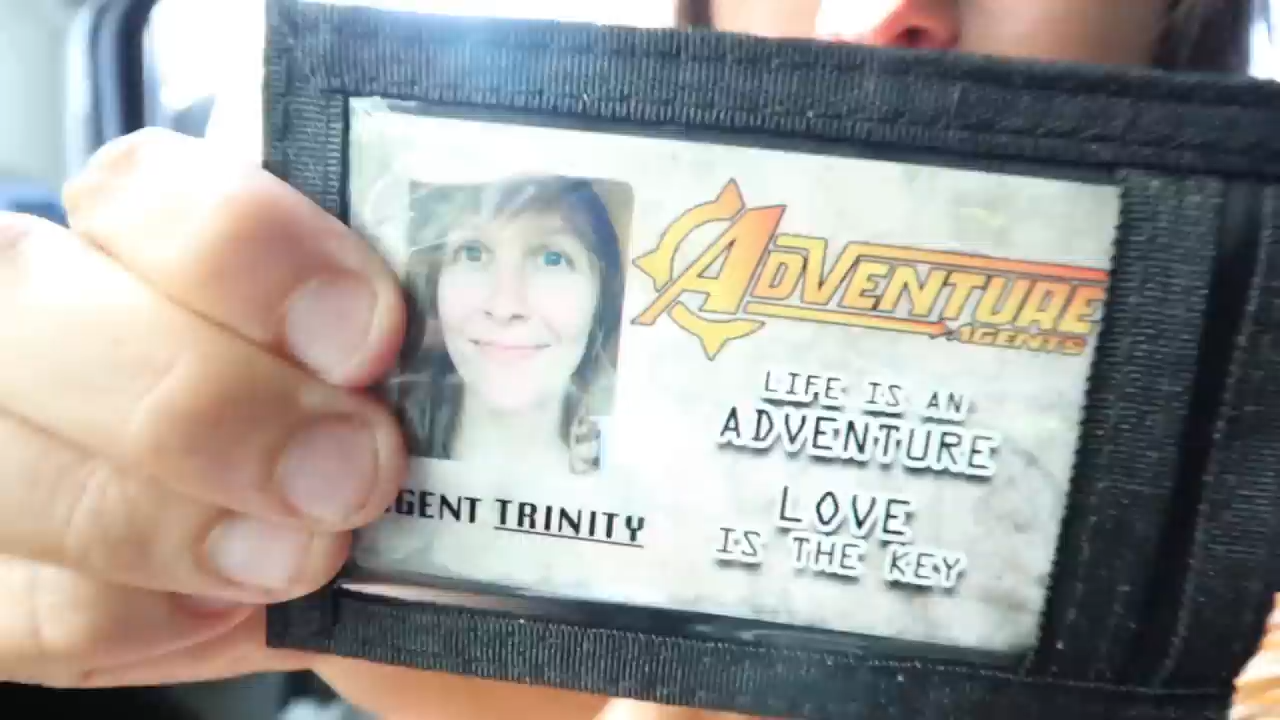 ADVENTURE
AGENTS
LIFE IS AN
ADVENTURE
LOVE
IS THE KEY
GENT TRINITY